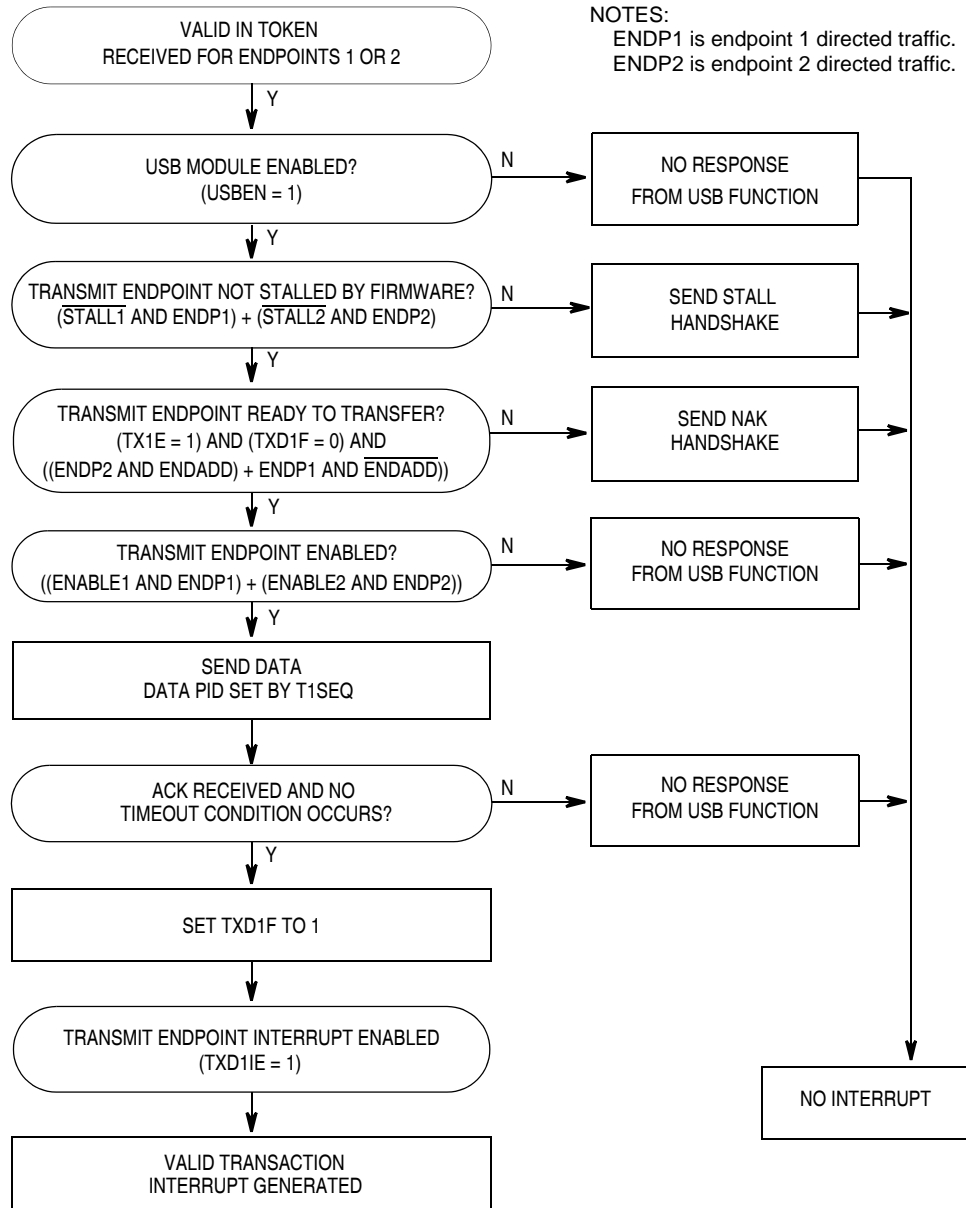 VALID IN TOKEN
RECEIVED FOR ENDPOINTS 1 OR 2
NOTES:
ENDP1 is endpoint 1 directed traffic.
ENDP2 is endpoint 2 directed traffic.
Y
USB MODULE ENABLED?
(USBEN = 1)
N
NO RESPONSE
FROM USB FUNCTION
Y
TRANSMIT ENDPOINT NOT STALLED BY FIRMWARE?
(S̅T̅A̅L̅L̅1̅ AND ENDP1) + (S̅T̅A̅L̅L̅2̅ AND ENDP2)
N
SEND STALL
HANDSHAKE
Y
TRANSMIT ENDPOINT READY TO TRANSFER?
(TX1E = 1) AND (TXD1F = 0) AND
((ENDP2 AND ENDADD) + ENDP1 AND E̅N̅D̅A̅D̅D̅))
N
SEND NAK
HANDSHAKE
Y
TRANSMIT ENDPOINT ENABLED?
((ENABLE1 AND ENDP1) + (ENABLE2 AND ENDP2))
N
NO RESPONSE
FROM USB FUNCTION
Y
SEND DATA
DATA PID SET BY T1SEQ
ACK RECEIVED AND NO
TIMEOUT CONDITION OCCURS?
N
NO RESPONSE
FROM USB FUNCTION
Y
SET TXD1F TO 1
TRANSMIT ENDPOINT INTERRUPT ENABLED
(TXD1IE = 1)
NO INTERRUPT
VALID TRANSACTION
INTERRUPT GENERATED